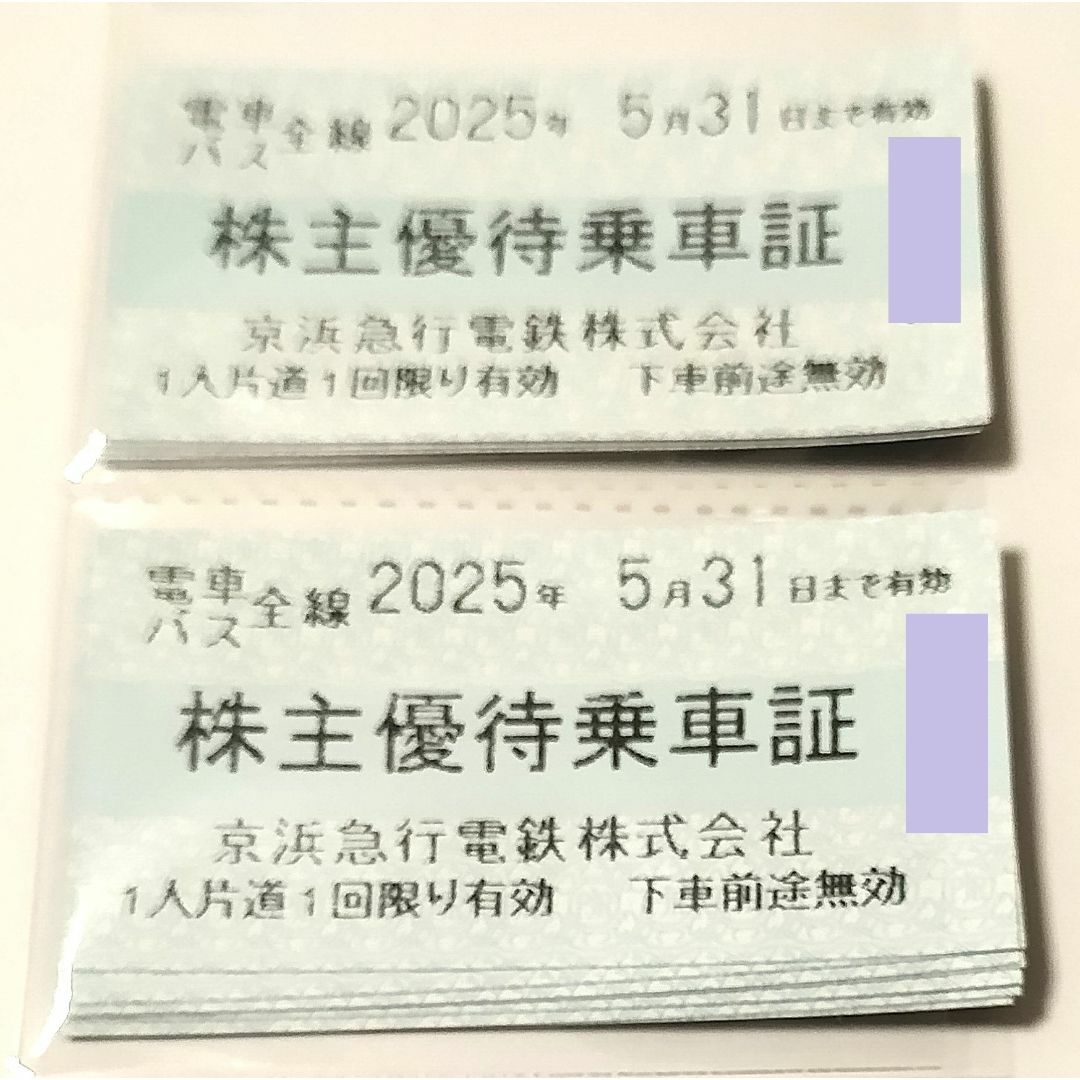 電車バス全線 2025年 5月31日まで有効
株主優待乗車証
京浜急行電鉄株式会社
1人片道1回限り有効 下車前途無効
電車バス全線 2025年 5月31日まで有効
株主優待乗車証
京浜急行電鉄株式会社
1人片道1回限り有効 下車前途無効